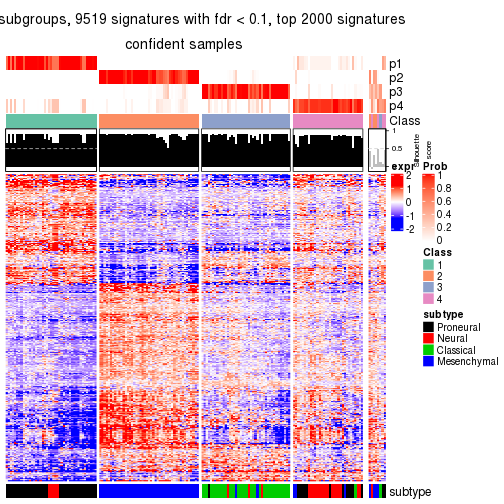 subgroups, 9519 signatures with fdr < 0.1, top 2000 signatures
confident samples
p1
p2
p3
p4
Class
1
0.5
0
Silhouette
score
expr
2
1
0
-1
-2
Prob
1
0.8
0.6
0.4
0.2
0
Class
1
2
3
4
subtype
Proneural
Neural
Classical
Mesenchymal
subtype